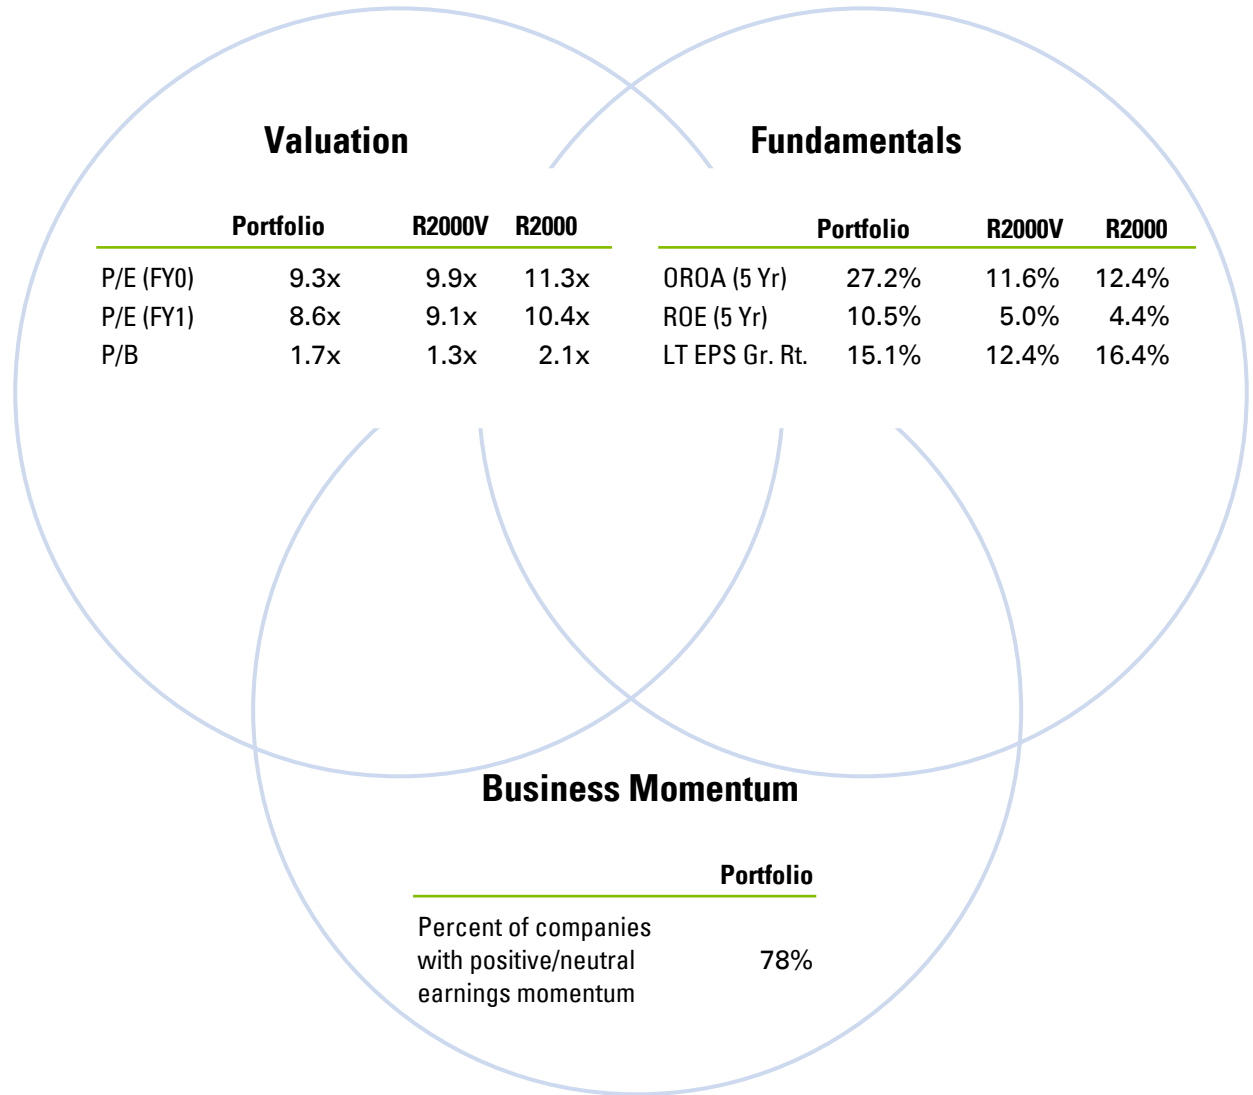 Valuation
Portfolio R2000V R2000
P/E (FY0) 9.3x 9.9x 11.3x
P/E (FY1) 8.6x 9.1x 10.4x
P/B 1.7x 1.3x 2.1x
Fundamentals
Portfolio R2000V R2000
OROA (5 Yr) 27.2% 11.6% 12.4%
ROE (5 Yr) 10.5% 5.0% 4.4%
LT EPS Gr. Rt. 15.1% 12.4% 16.4%
Business Momentum
Portfolio
Percent of companies
with positive/neutral 78%
earnings momentum